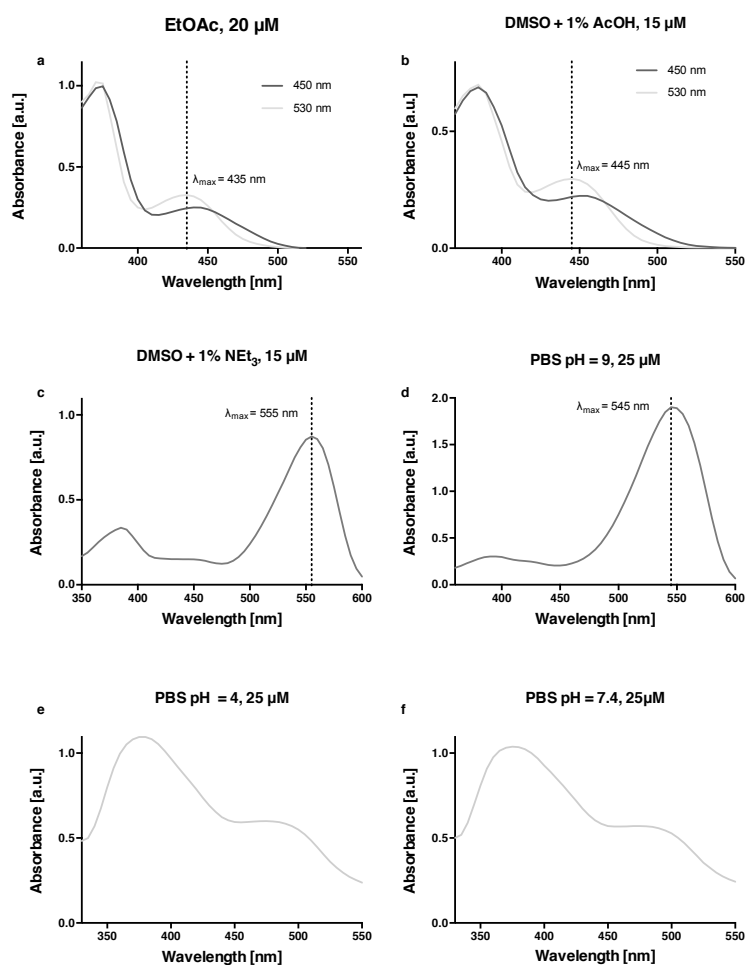 EtOAc, 20 µM
a
Absorbance [a.u.]
1.0
0.5
0.0
450 nm
530 nm
λmax = 435 nm
400
450
500
550
Wavelength [nm]
DMSO + 1% AcOH, 15 µM
b
Absorbance [a.u.]
0.5
0.0
450 nm
530 nm
λmax = 445 nm
400
450
500
550
Wavelength [nm]
DMSO + 1% NEt3, 15 µM
c
Absorbance [a.u.]
1.0
0.5
0.0
λmax = 555 nm
350
400
450
500
550
600
Wavelength [nm]
PBS pH = 9, 25 µM
d
Absorbance [a.u.]
2.0
1.5
1.0
0.5
0.0
λmax = 545 nm
400
450
500
550
600
Wavelength [nm]
PBS pH = 4, 25 µM
e
Absorbance [a.u.]
1.0
0.5
0.0
350
400
450
500
550
Wavelength [nm]
PBS pH = 7.4, 25µM
f
Absorbance [a.u.]
1.0
0.5
0.0
350
400
450
500
550
Wavelength [nm]